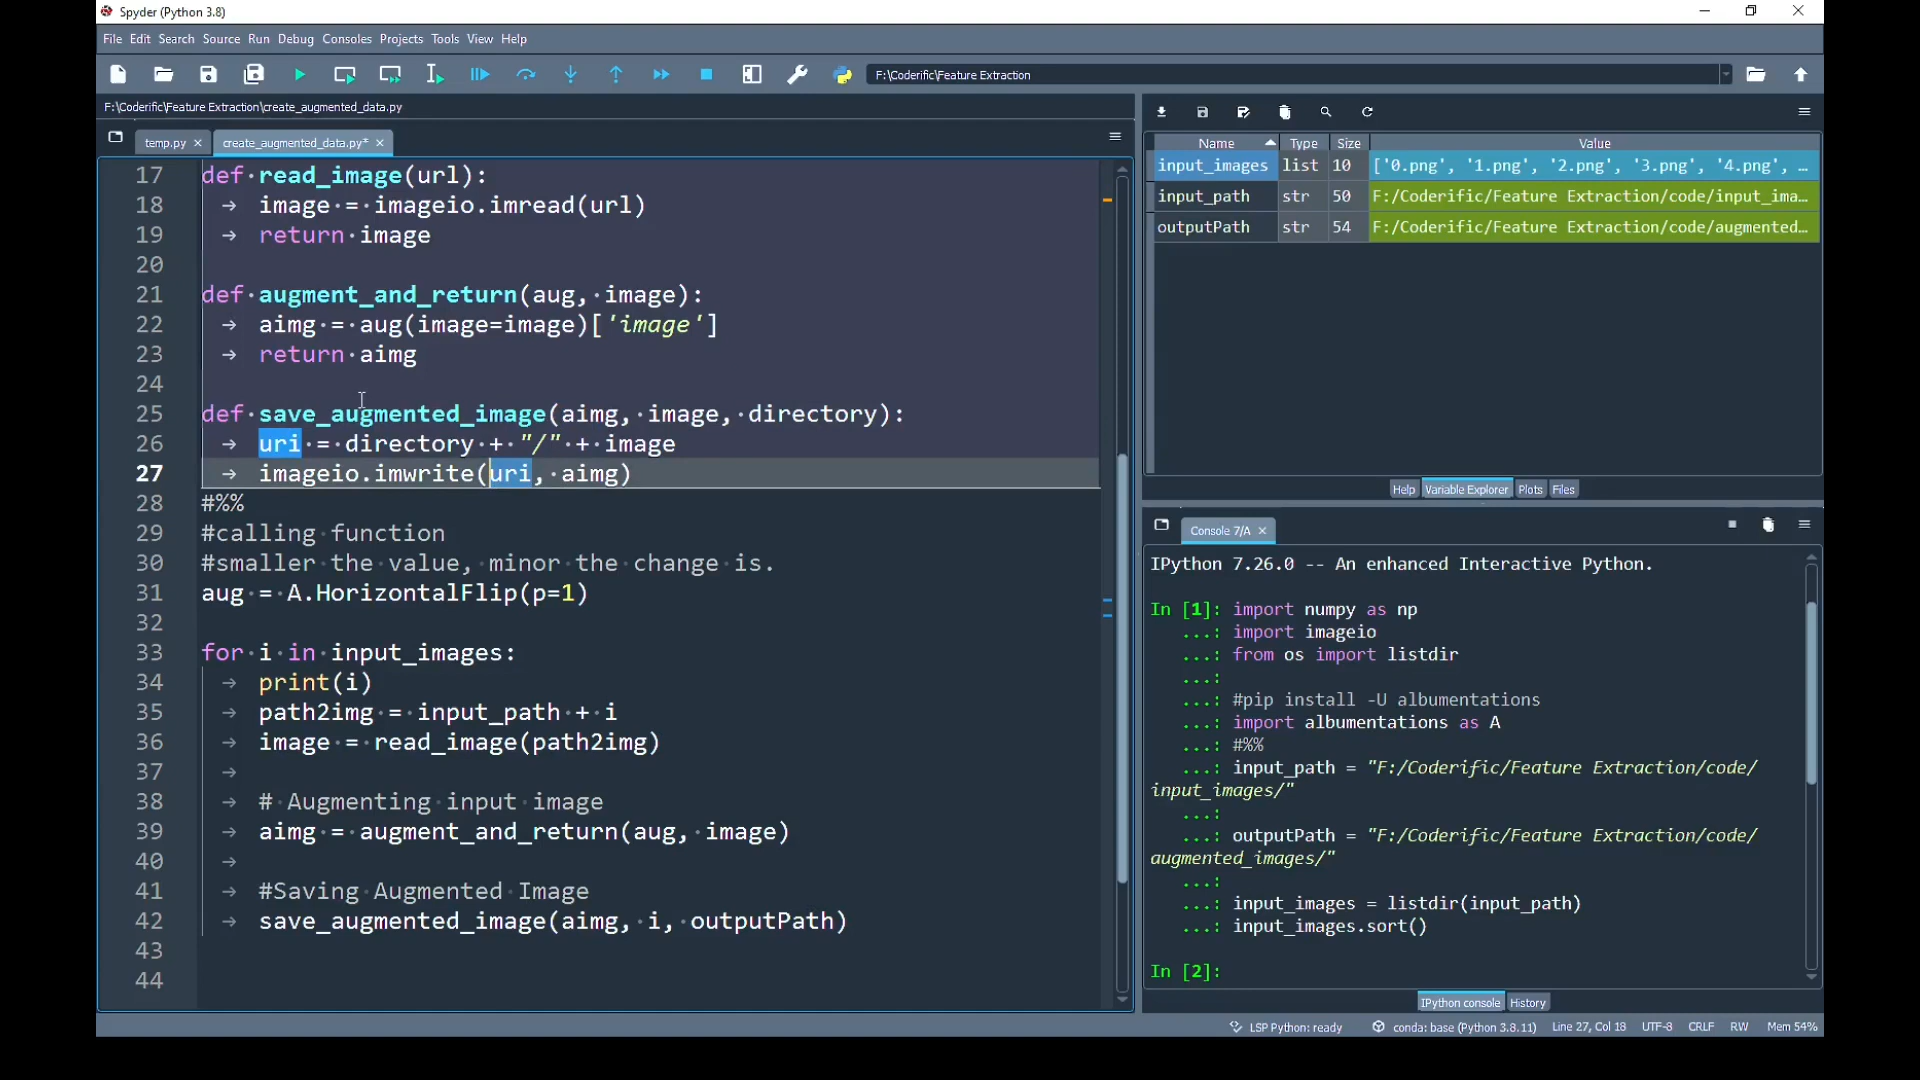 Spyder (Python 3.8)
File Edit Search Source Run Debug Consoles Projects Tools View Help
F:\Coderific\Feature Extraction
F:\Coderific\Feature Extraction\create_augmented_data.py
temp.py
create_augmented_data.py*
17 def read_image(url):
18 image = imageio.imread(url)
19 return image
20
21 def augment_and_return(aug, image):
22 aimg = aug(image=image)['image']
23 return aimg
24
25 def save_augmented_image(aimg, image, directory):
26 uri = directory + "/" + image
27 imageio.imwrite(uri, aimg)
28 #%%
29 #calling function
30 #smaller the value, minor the change is.
31 aug = A.HorizontalFlip(p=1)
32
33 for i in input_images:
34 print(i)
35 path2img = input_path + i
36 image = read_image(path2img)
37
38 # Augmenting input image
39 aimg = augment_and_return(aug, image)
40
41 #Saving Augmented Image
42 save_augmented_image(aimg, i, outputPath)
43
44
Name Type Size Value
input_images list 10 ['0.png', '1.png', '2.png', '3.png', '4.png', ...
input_path str 50 F:/Coderific/Feature Extraction/code/input_ima...
outputPath str 54 F:/Coderific/Feature Extraction/code/augmented...
Help Variable Explorer Plots Files
Console 7/A
IPython 7.26.0 -- An enhanced Interactive Python.
In [1]: import numpy as np
...: import imageio
...: from os import listdir
...:
...: #pip install -U albumentations
...: import albumentations as A
...: #%%
...: input_path = "F:/Coderific/Feature Extraction/code/
input_images/"
...:
...: outputPath = "F:/Coderific/Feature Extraction/code/
augmented_images/"
...:
...: input_images = listdir(input_path)
...: input_images.sort()
In [2]:
IPython console History
LSP Python: ready conda: base (Python 3.8.11) Line 27, Col 18 UTF-8 CRLF RW Mem 54%